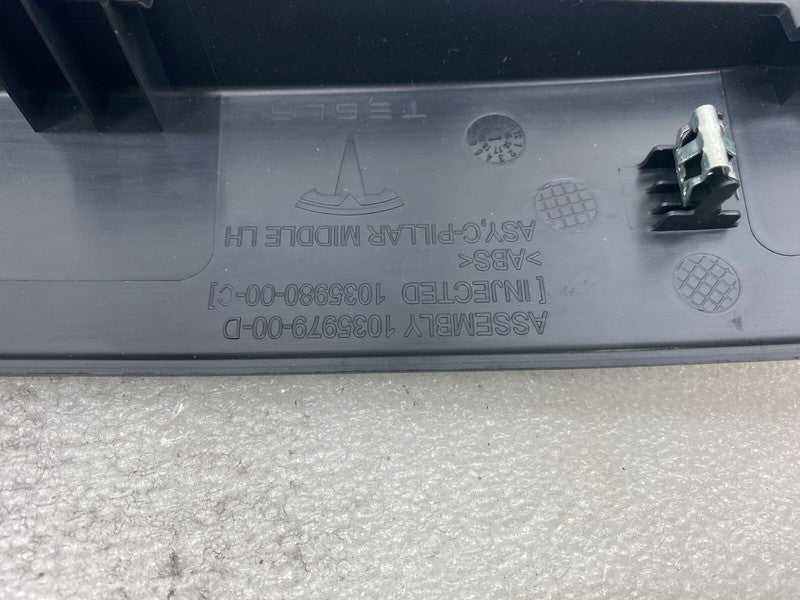 TESLA
ASY,C-PILLAR MIDDLE LH
>ABS<
[ INJECTED 1035980-00-C]
ASSEMBLY 1035979-00-D